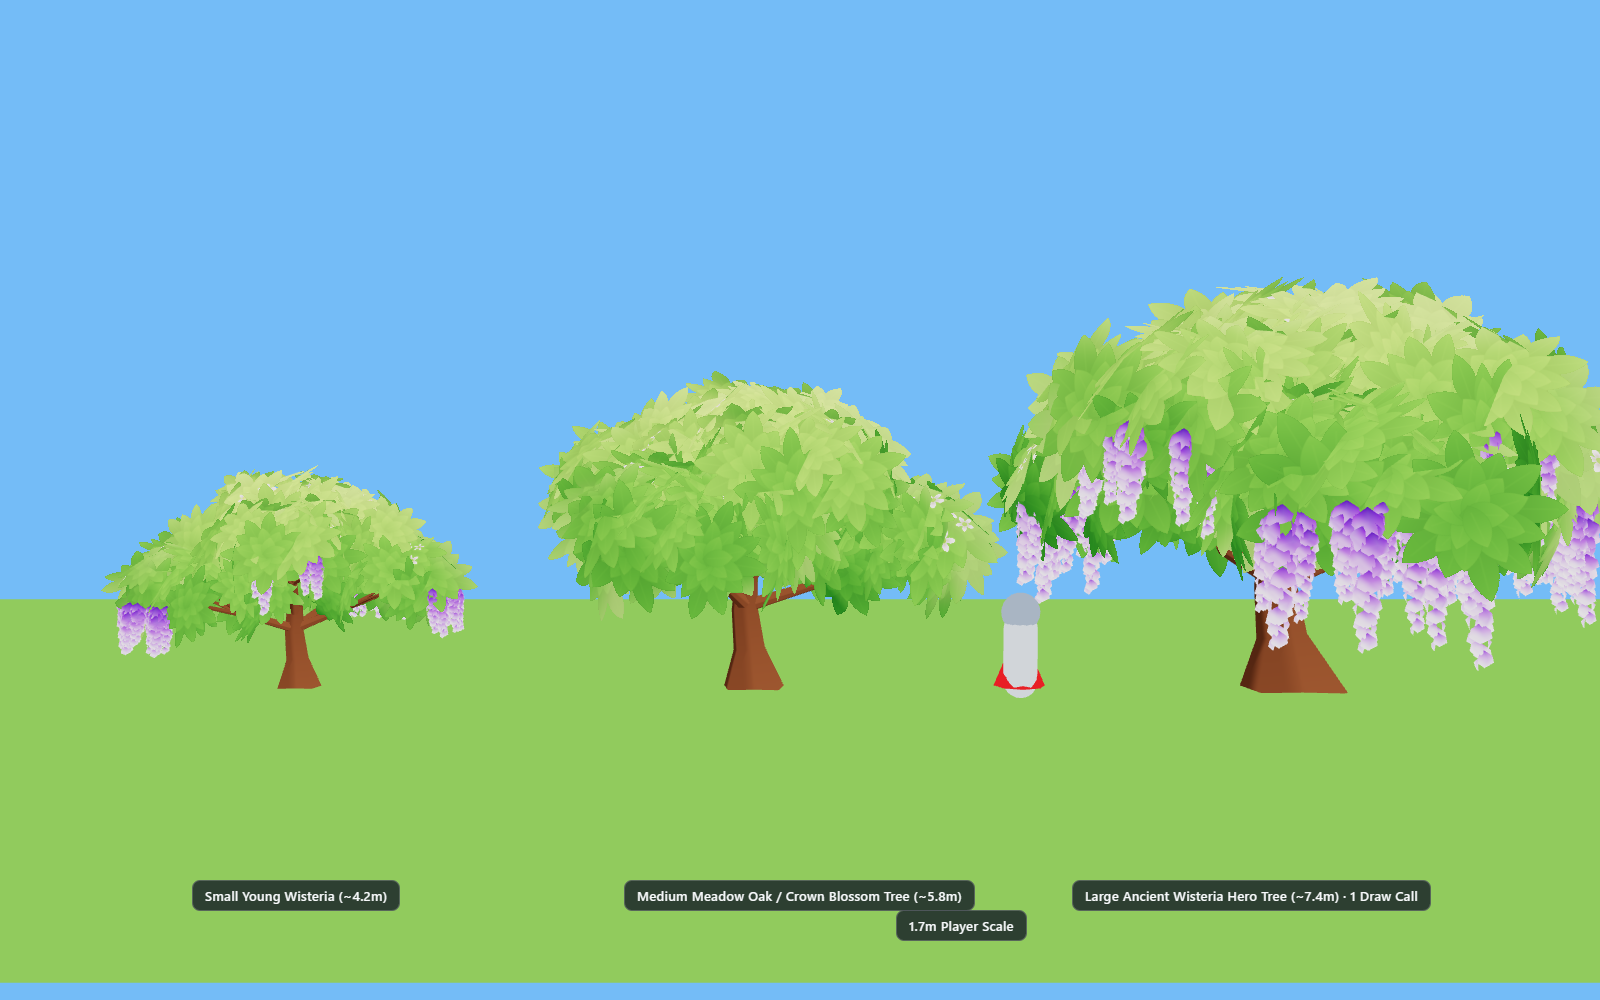 Small Young Wisteria (~4.2m)
Medium Meadow Oak / Crown Blossom Tree (~5.8m)
Large Ancient Wisteria Hero Tree (~7.4m) · 1 Draw Call
1.7m Player Scale